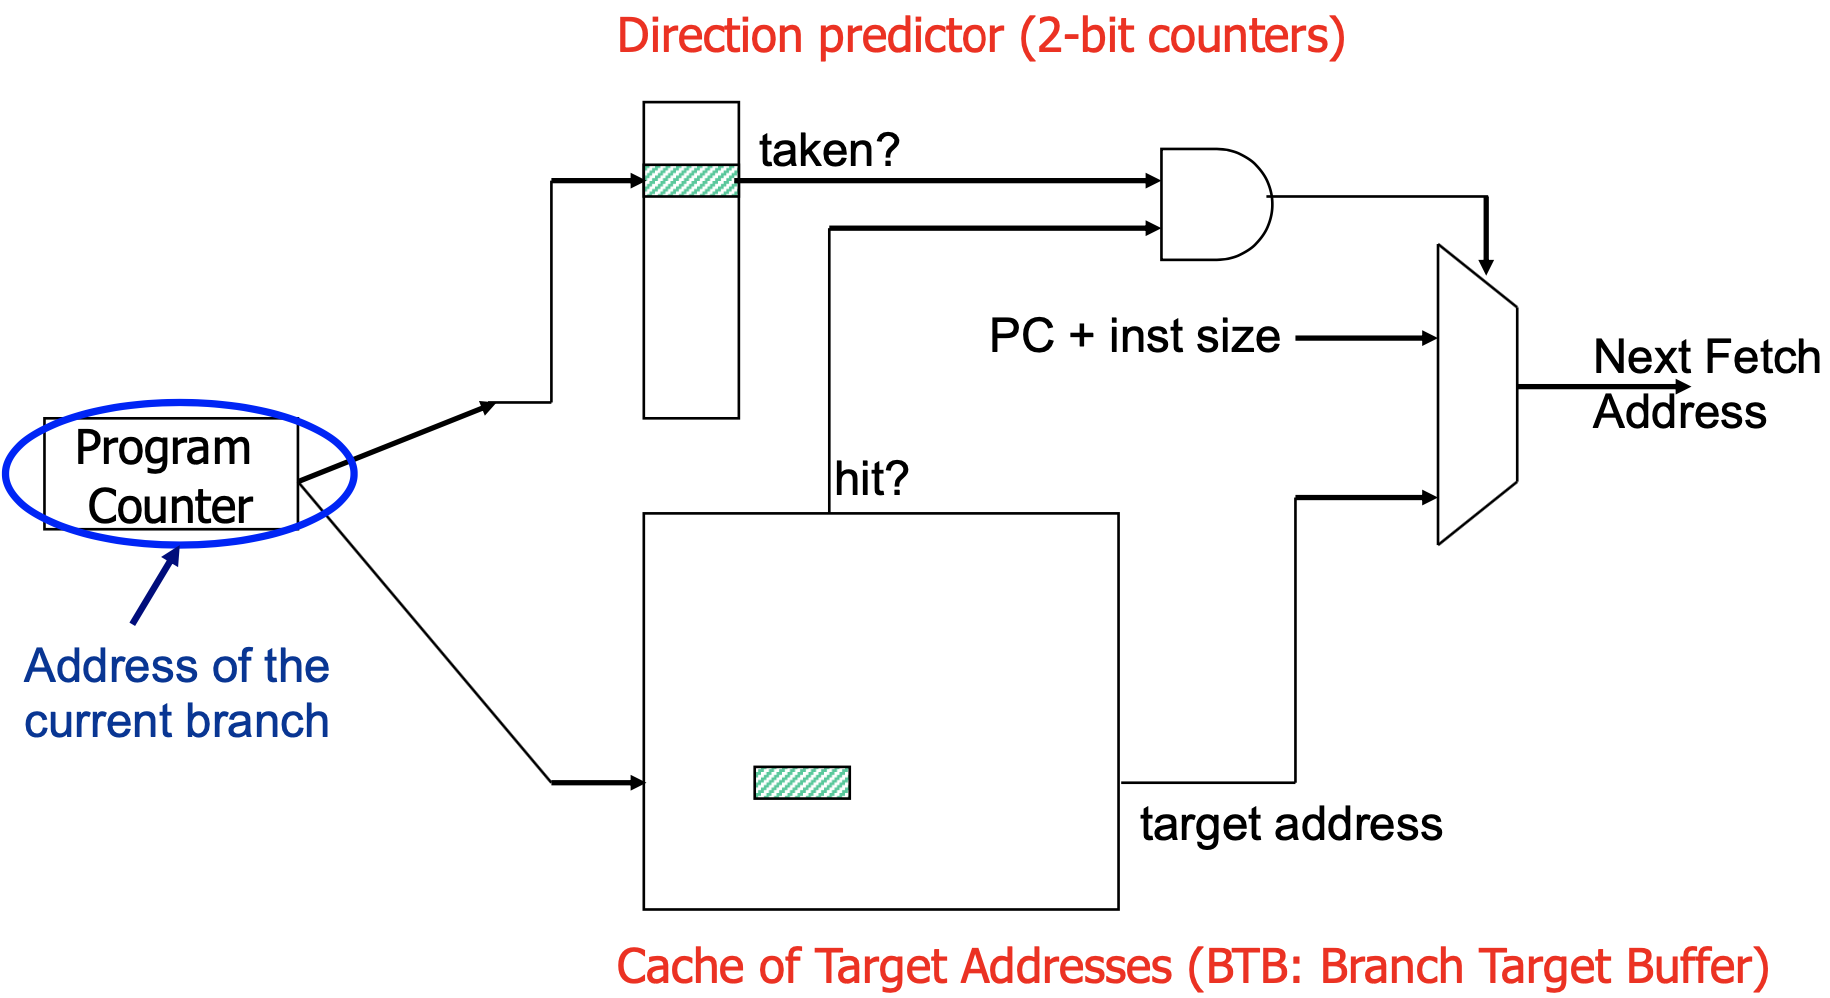 Direction predictor (2-bit counters)
taken?
PC + inst size
Next Fetch
Address
Program
Counter
hit?
Address of the
current branch
target address
Cache of Target Addresses (BTB: Branch Target Buffer)